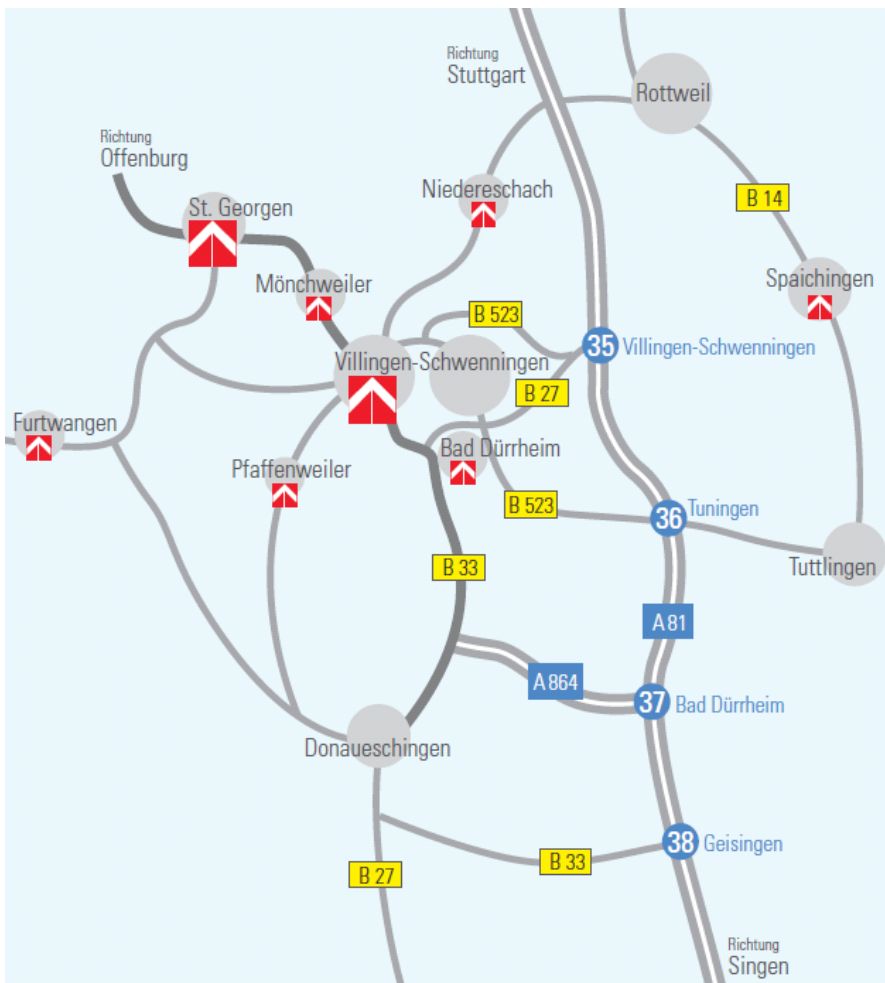 Richtung
Stuttgart
Rottweil
Richtung
Offenburg
Niedereschach
B 14
St. Georgen
Mönchweiler
Spaichingen
B 523
35 Villingen-Schwenningen
Villingen-Schwenningen
B 27
Furtwangen
Bad Dürrheim
Pfaffenweiler
B 523
36 Tuningen
Tuttlingen
B 33
A 81
A 864
37 Bad Dürrheim
Donaueschingen
38 Geisingen
B 33
B 27
Richtung
Singen